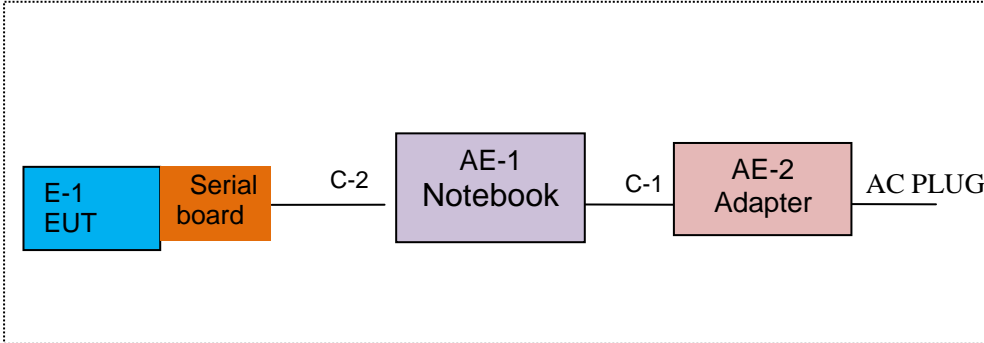 E-1
EUT
Serial
board
C-2
AE-1
Notebook
C-1
AE-2
Adapter
AC PLUG